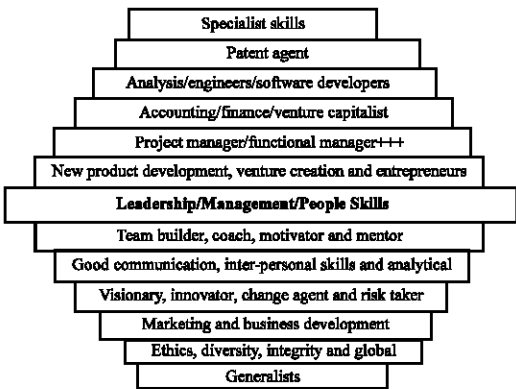 Specialist skills
Patent agent
Analysis/engineers/software developers
Accounting/finance/venture capitalist
Project manager/functional manager+++
New product development, venture creation and entrepreneurs
Leadership/Management/People Skills
Team builder, coach, motivator and mentor
Good communication, inter-personal skills and analytical
Visionary, innovator, change agent and risk taker
Marketing and business development
Ethics, diversity, integrity and global
Generalists